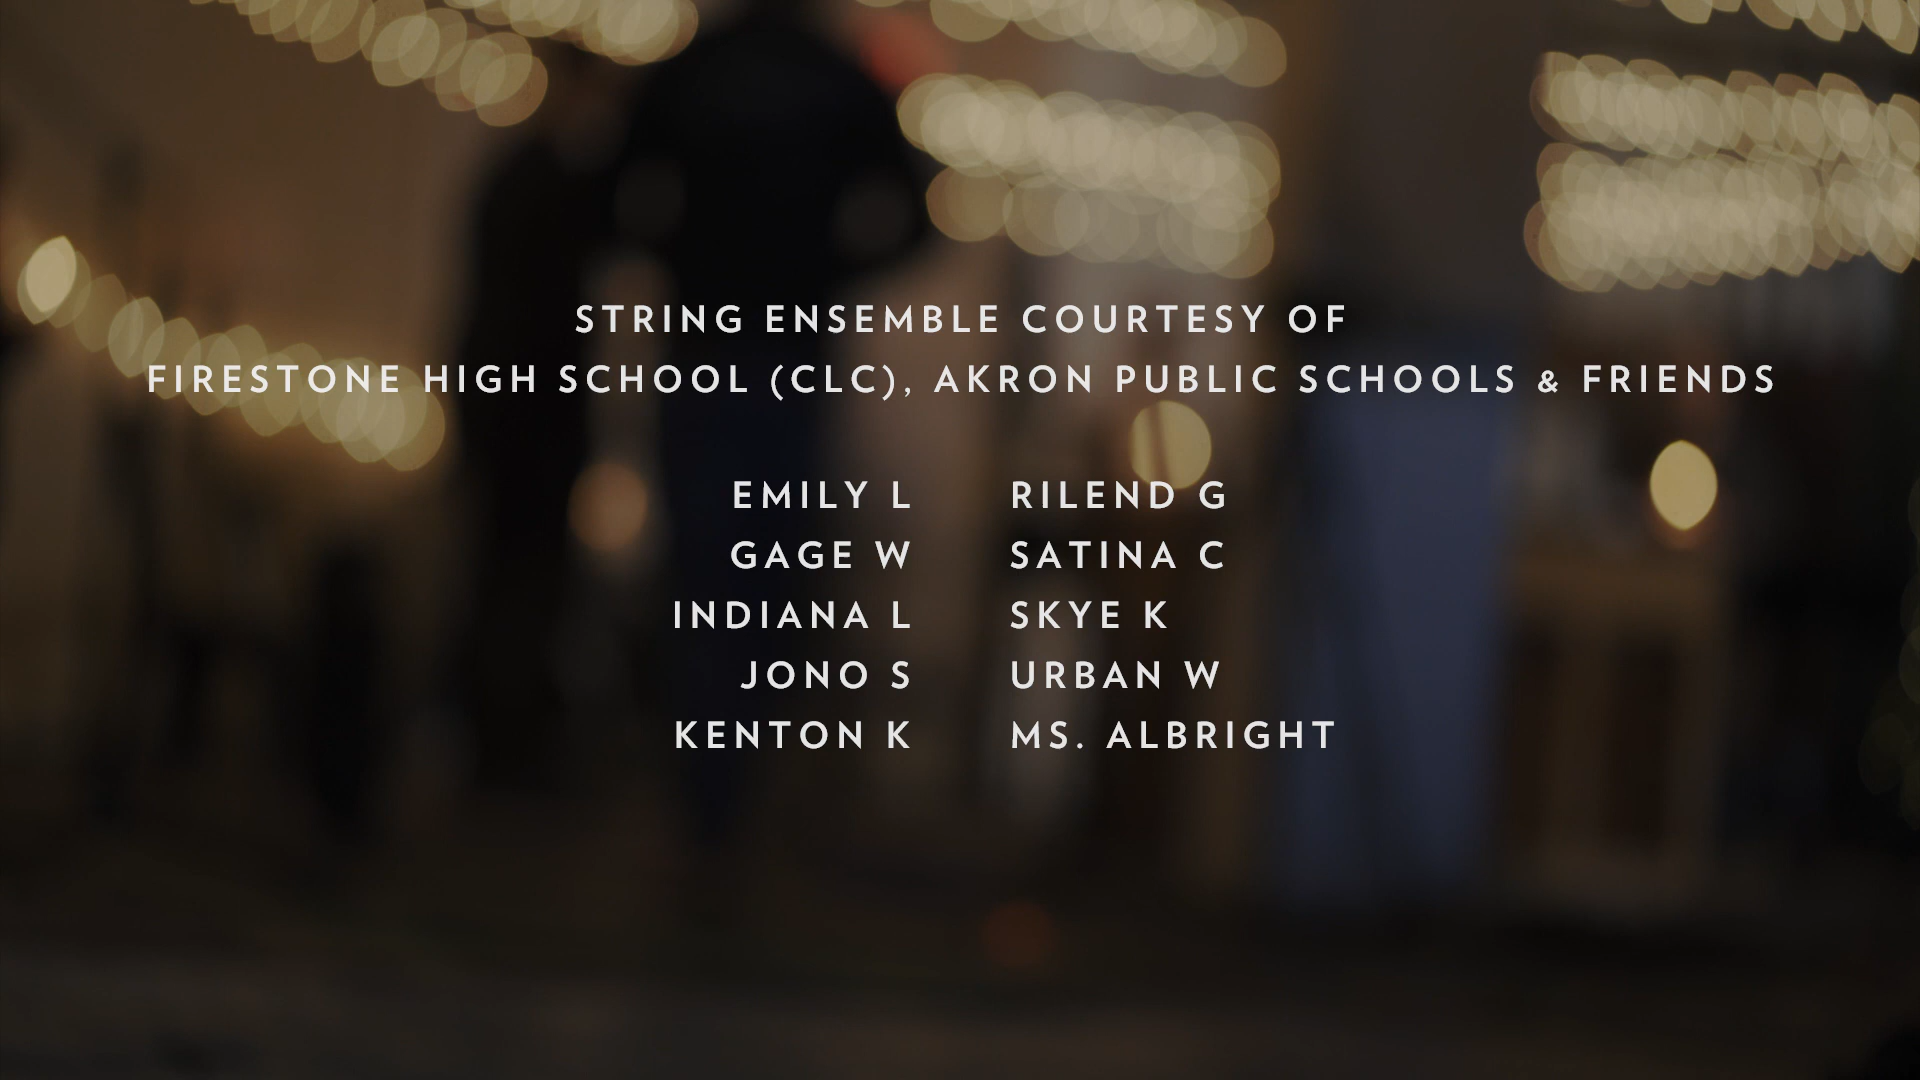 STRING ENSEMBLE COURTESY OF
FIRESTONE HIGH SCHOOL (CLC), AKRON PUBLIC SCHOOLS & FRIENDS
EMILY L
GAGE W
INDIANA L
JONO S
KENTON K
RILEND G
SATINA C
SKYE K
URBAN W
MS. ALBRIGHT